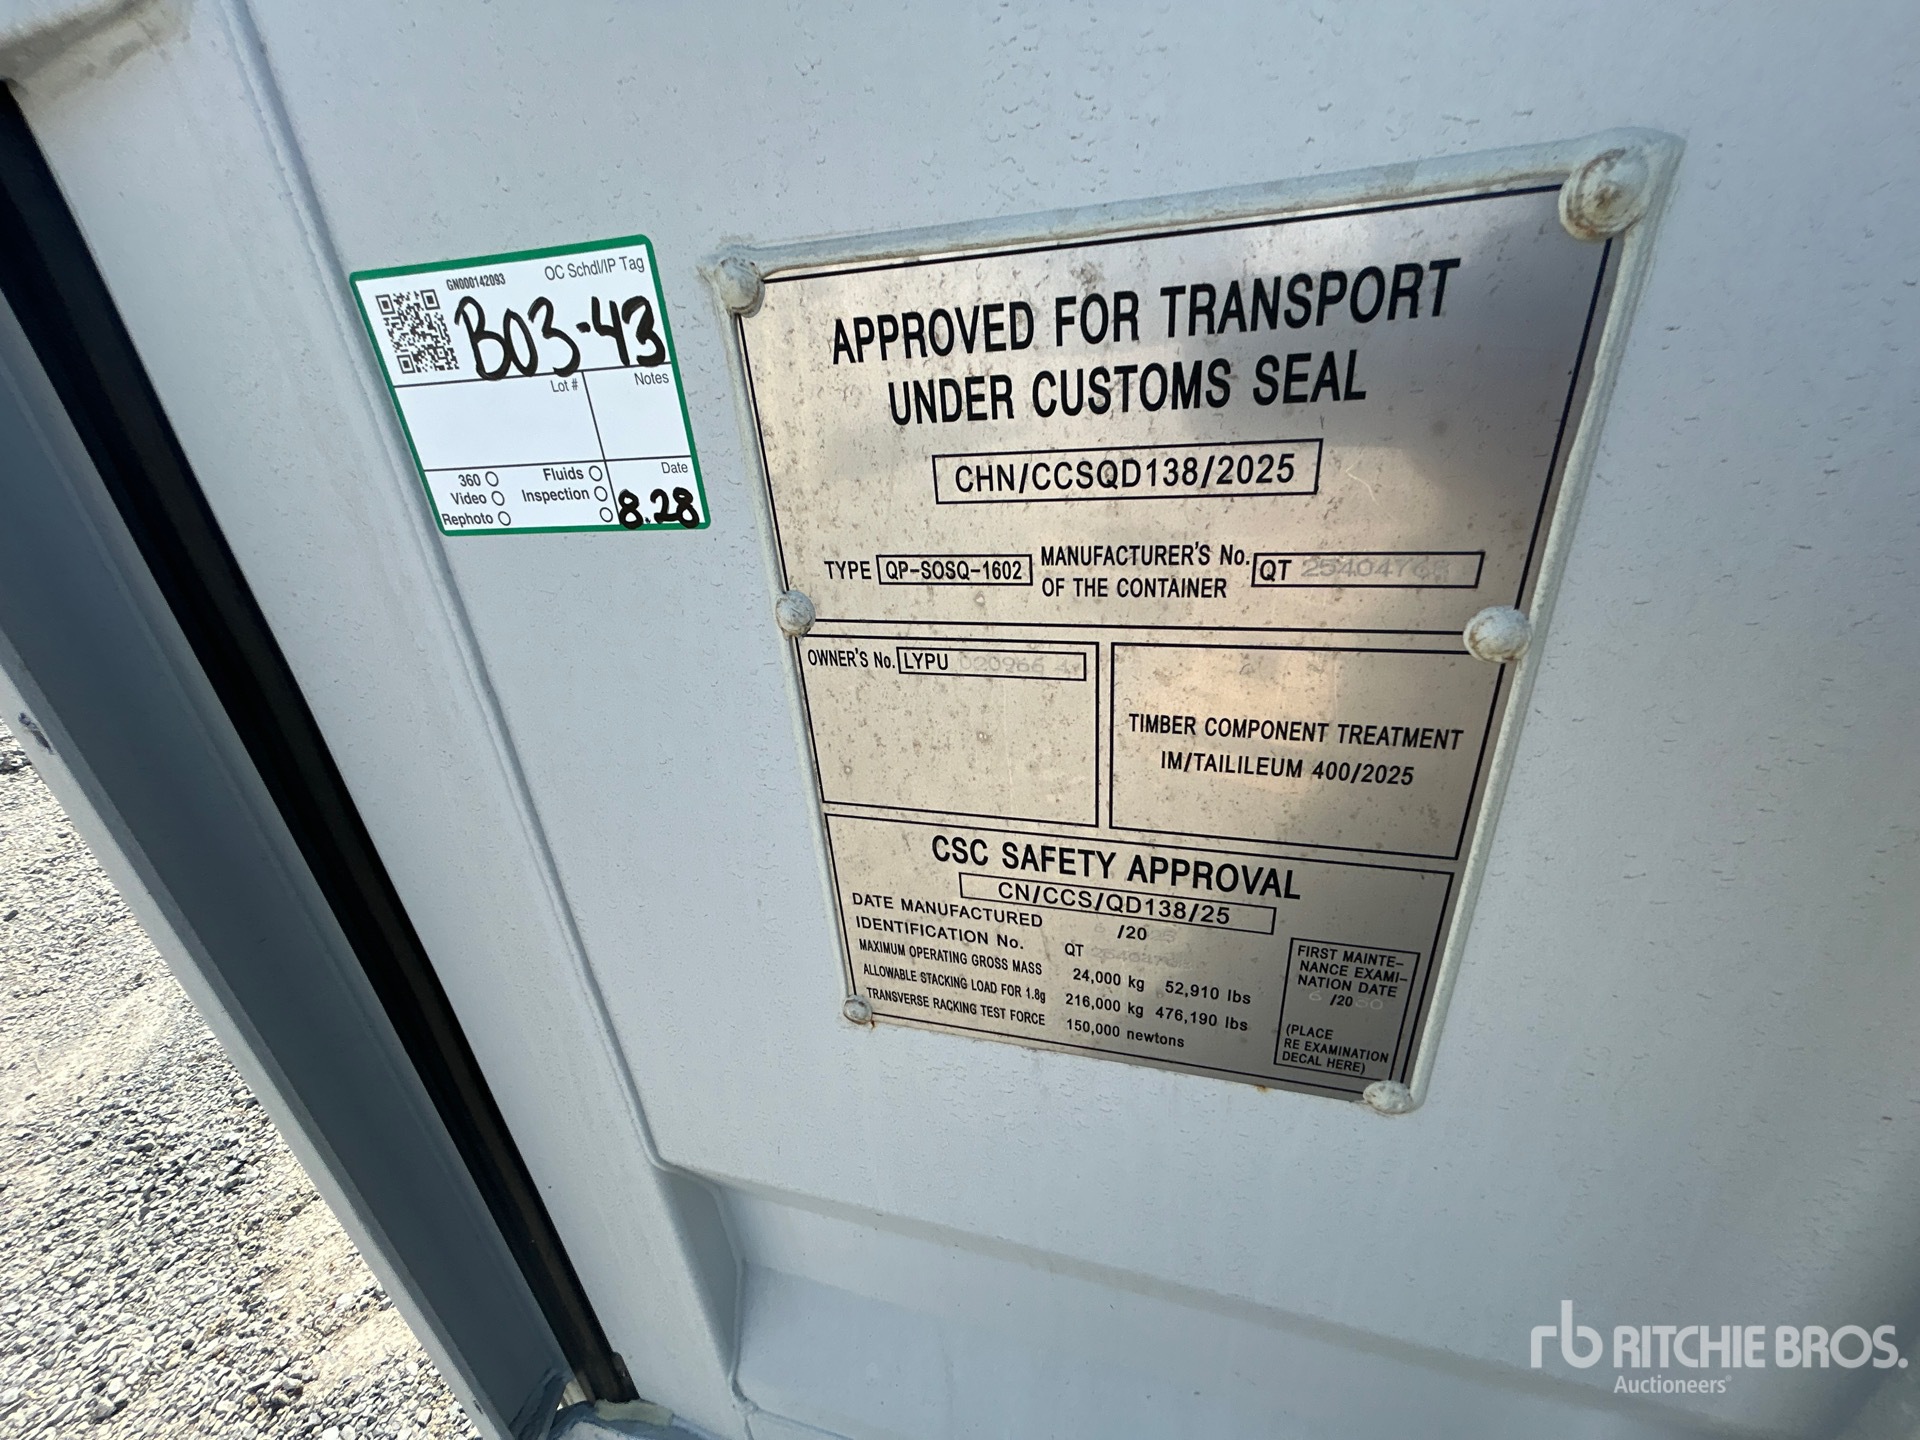 GN000142093
OC Schdl/IP Tag
B03-43
Lot #
Notes
360
Fluids
Date
Video
Inspection
Rephoto
8.28
APPROVED FOR TRANSPORT
UNDER CUSTOMS SEAL
CHN/CCSQD138/2025
TYPE QP-SOSQ-1602
MANUFACTURER'S No.
OF THE CONTAINER
QT
OWNER'S No. LYPU
TIMBER COMPONENT TREATMENT
IM/TAILILEUM 400/2025
CSC SAFETY APPROVAL
CN/CCS/QD138/25
DATE MANUFACTURED /20
IDENTIFICATION No. QT
MAXIMUM OPERATING GROSS MASS 24,000 kg 52,910 lbs
ALLOWABLE STACKING LOAD FOR 1.8g 216,000 kg 476,190 lbs
TRANSVERSE RACKING TEST FORCE 150,000 newtons
FIRST MAINTE-
NANCE EXAMI-
NATION DATE
/20
(PLACE
RE EXAMINATION
DECAL HERE)
rb RITCHIE BROS.
Auctioneers